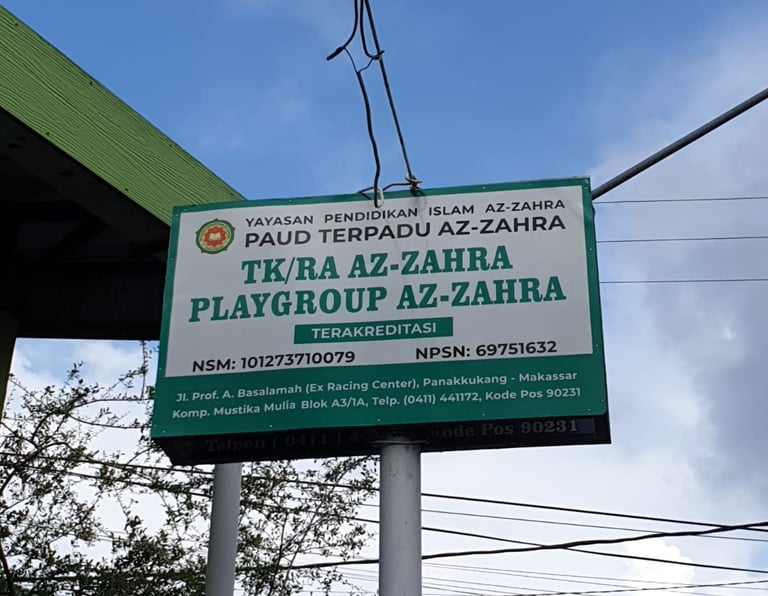 YAYASAN PENDIDIKAN ISLAM AZ-ZAHRA
PAUD TERPADU AZ-ZAHRA
TK/RA AZ-ZAHRA
PLAYGROUP AZ-ZAHRA
TERAKREDITASI
NSM: 101273710079 NPSN: 69751632
Jl. Prof. A. Basalamah (Ex Racing Center), Panakkukang - Makassar
Komp. Mustika Mulia Blok A3/1A, Telp. (0411) 441172, Kode Pos 90231
Telpon ( 0411 ) Kode Pos 90231